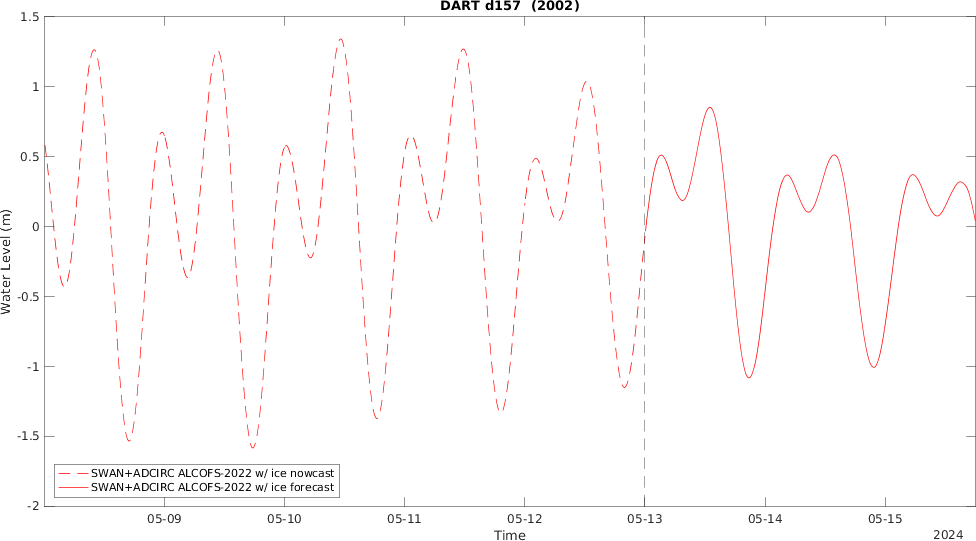 DART d157 (2002)
1.5
1
0.5
0
-0.5
-1
-1.5
-2
Water Level (m)
SWAN+ADCIRC ALCOFS-2022 w/ ice nowcast
SWAN+ADCIRC ALCOFS-2022 w/ ice forecast
05-09 05-10 05-11 05-12 05-13 05-14 05-15
Time
2024